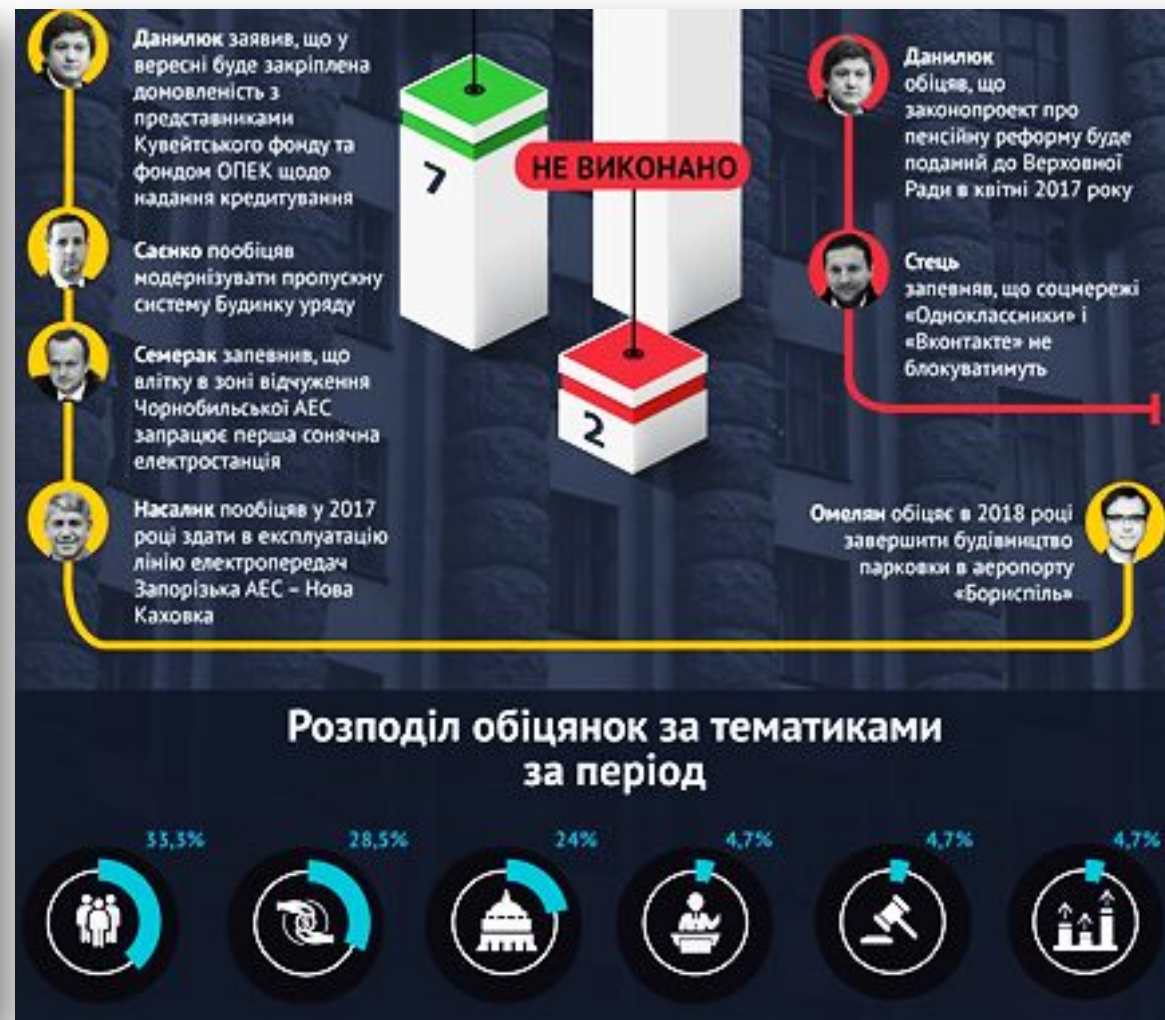 Данилюк заявив, що у
вересні буде закріплена
домовленість з
представниками
Кувейтського фонду та
фондом ОПЕК щодо
надання кредитування
Саєнко пообіцяв
модернізувати пропускну
систему Будинку уряду
Семерак запевнив, що
влітку в зоні відчуження
Чорнобильської АЕС
запрацює перша сонячна
електростанція
Насалик пообіцяв у 2017
році здати в експлуатацію
лінію електропередач
Запорізька АЕС – Нова
Каховка
7
НЕ ВИКОНАНО
2
Данилюк
обіцяв, що
законопроект про
пенсійну реформу буде
поданий до Верховної
Ради в квітні 2017 року
Стець
запевняв, що соцмережі
«Одноклассники» і
«Вконтакте» не
блокуватимуть
Омелян обіцяє в 2018 році
завершити будівництво
парковки в аеропорту
«Бориспіль»
Розподіл обіцянок за тематиками
за період
33,3%
28,5%
24%
4,7%
4,7%
4,7%